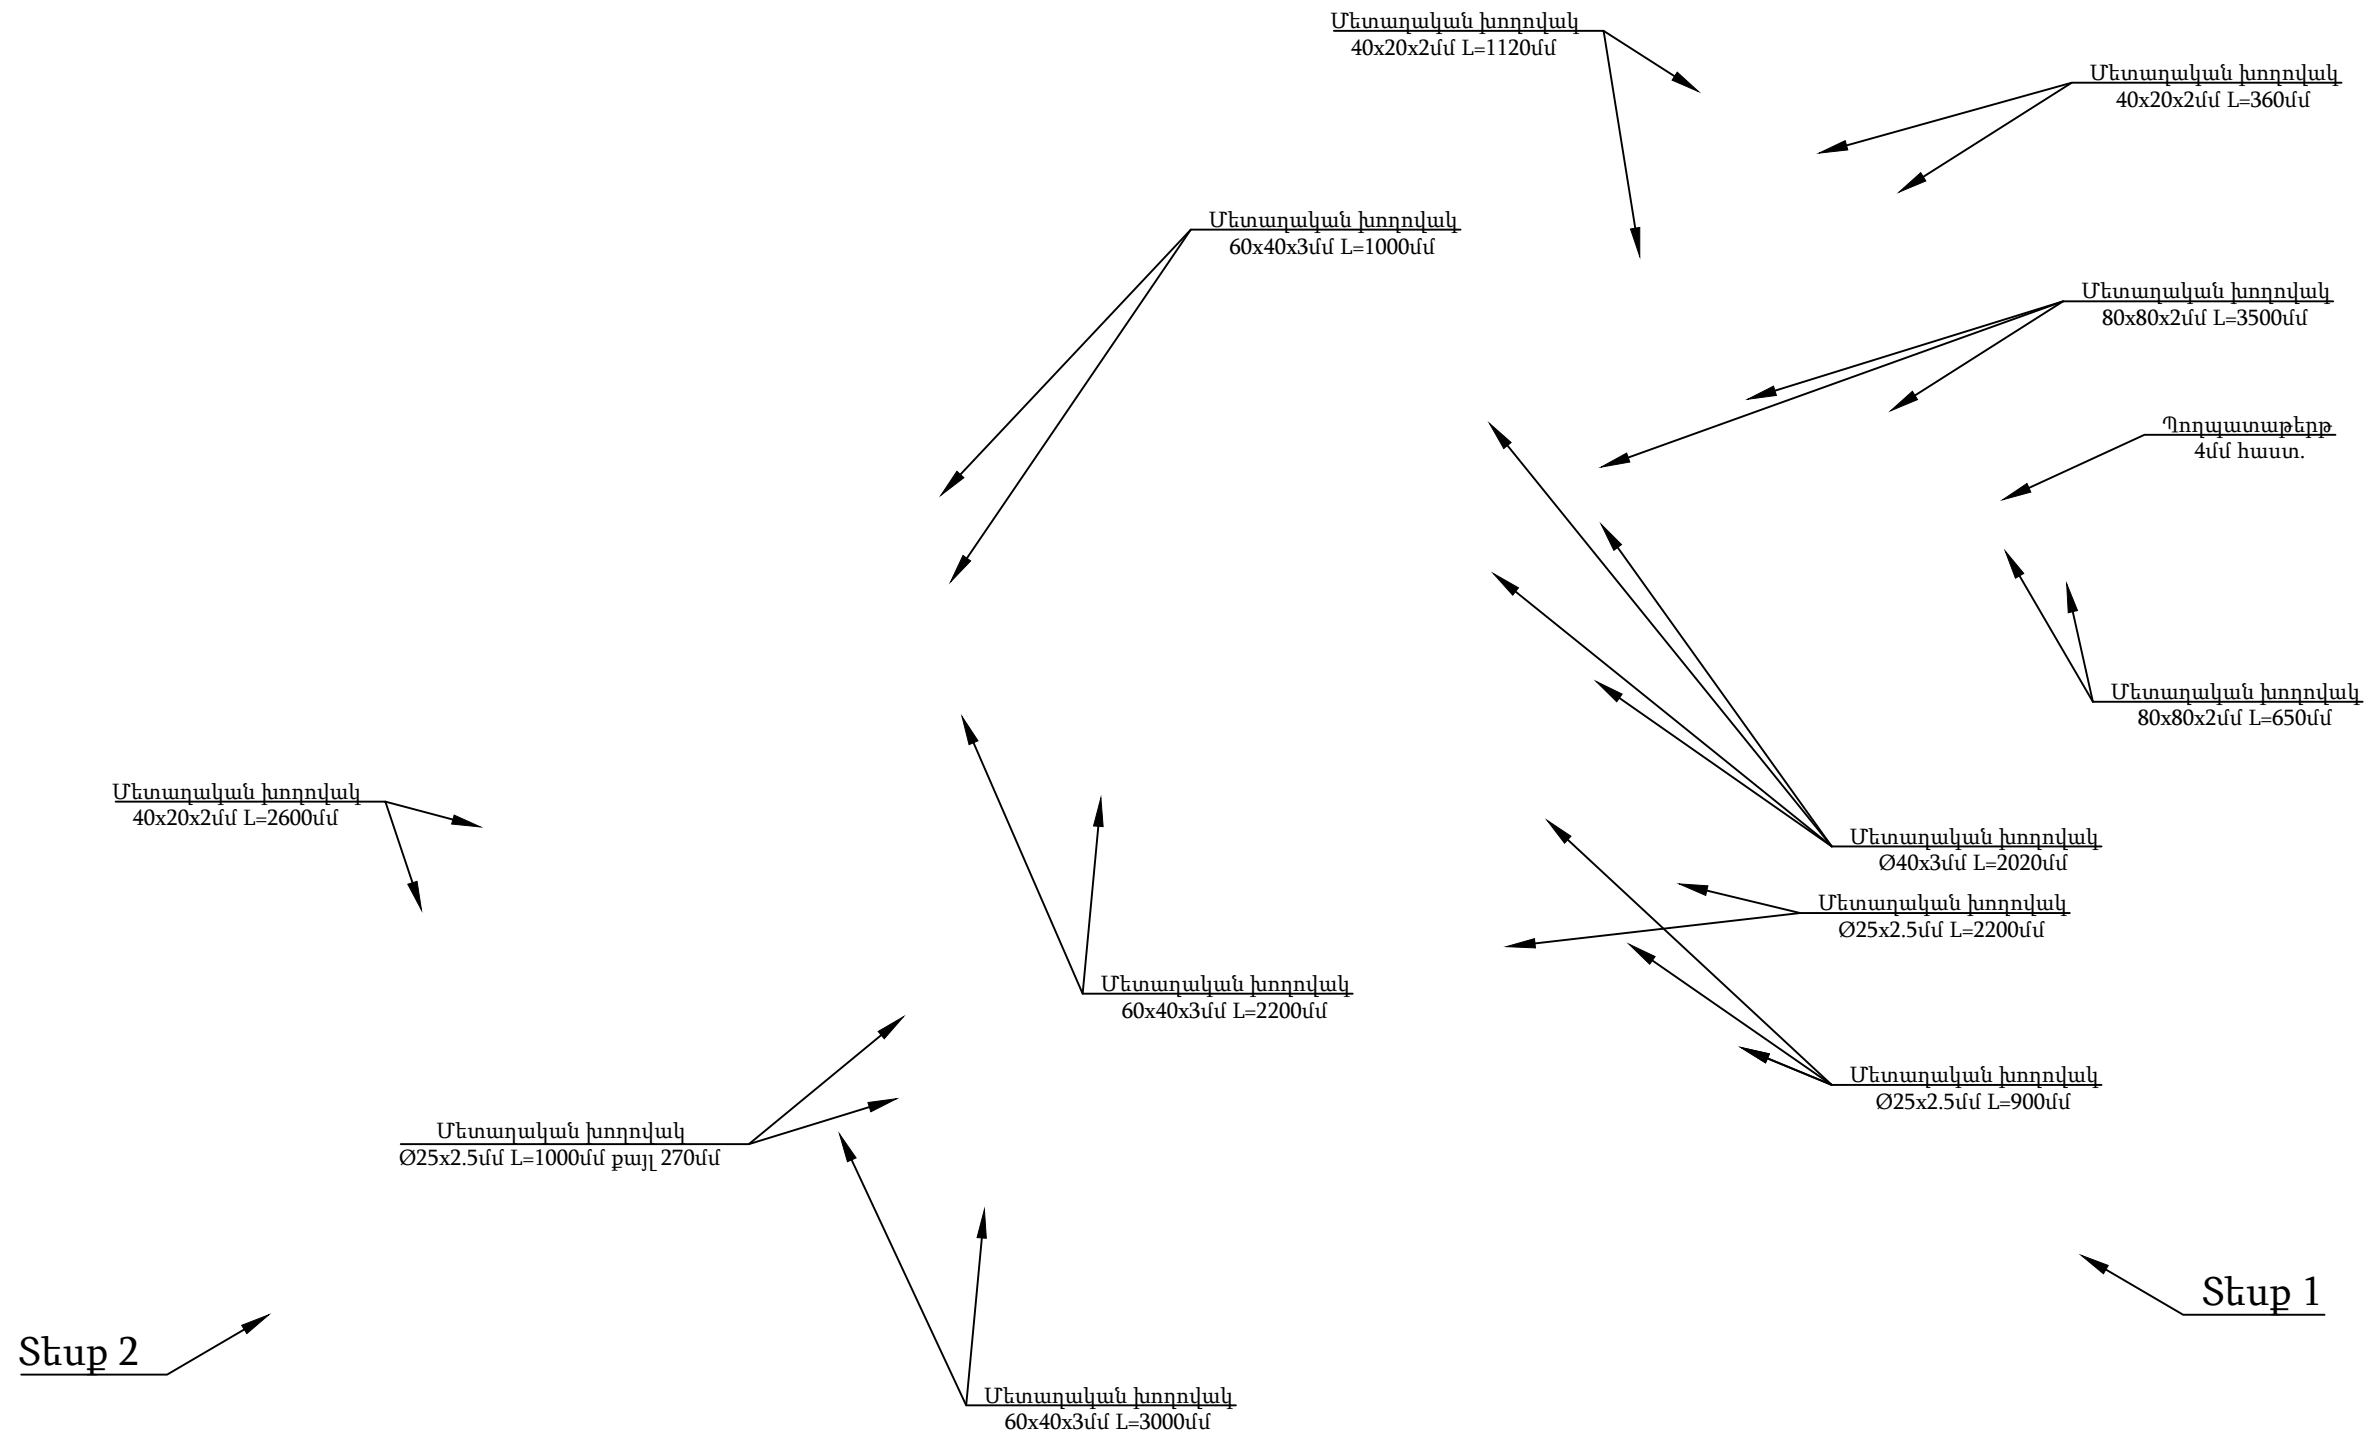 Մետաղական խողովակ
40x20x2մմ L=1120մմ
Մետաղական խողովակ
40x20x2մմ L=360մմ
Մետաղական խողովակ
60x40x3մմ L=1000մմ
Մետաղական խողովակ
80x80x2մմ L=3500մմ
Պողպատաթերթ
4մմ հաստ.
Մետաղական խողովակ
80x80x2մմ L=650մմ
Մետաղական խողովակ
40x20x2մմ L=2600մմ
Մետաղական խողովակ
Ø40x3մմ L=2020մմ
Մետաղական խողովակ
Ø25x2.5մմ L=2200մմ
Մետաղական խողովակ
60x40x3մմ L=2200մմ
Մետաղական խողովակ
Ø25x2.5մմ L=900մմ
Մետաղական խողովակ
Ø25x2.5մմ L=1000մմ քայլ 270մմ
Տեսք 1
Տեսք 2
Մետաղական խողովակ
60x40x3մմ L=3000մմ